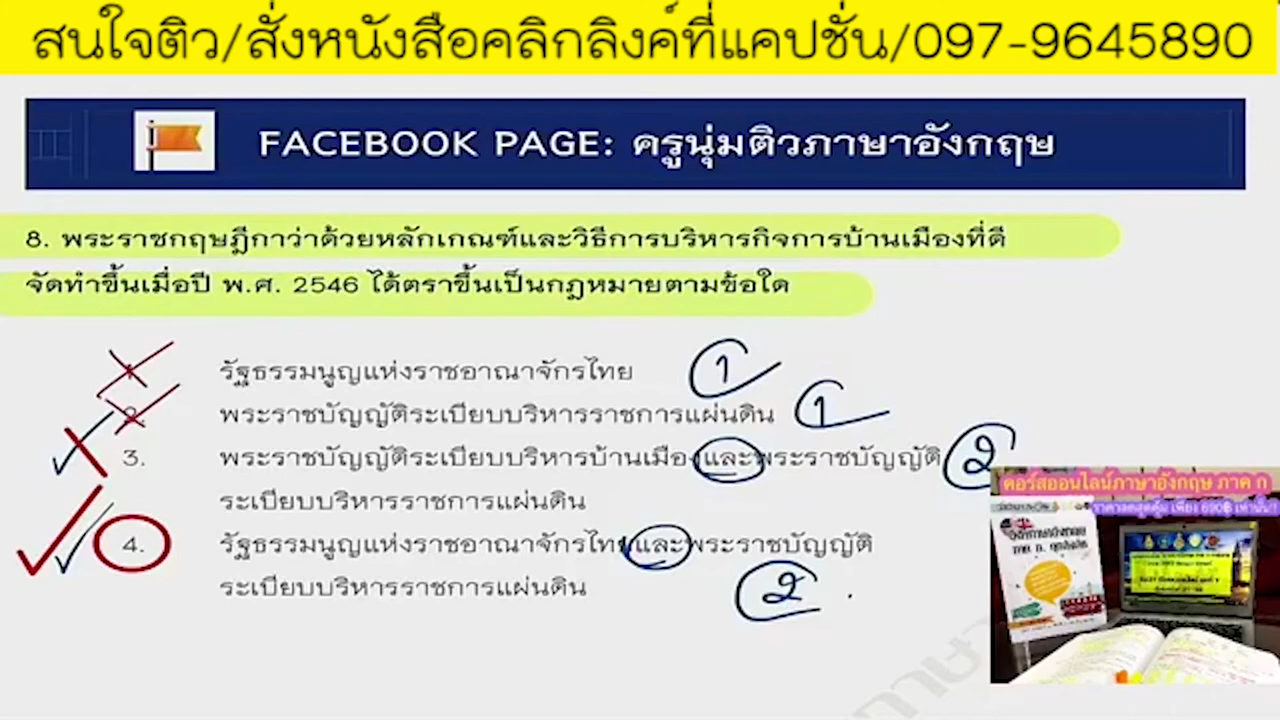 สนใจติว/สั่งหนังสือคลิกลิงค์ที่แคปชั่น/097-9645890
FACEBOOK PAGE: ครูนุ่มติวภาษาอังกฤษ
8. พระราชกฤษฎีกาว่าด้วยหลักเกณฑ์และวิธีการบริหารกิจการบ้านเมืองที่ดี
จัดทำขึ้นเมื่อปี พ.ศ. 2546 ได้ตราขึ้นเป็นกฎหมายตามข้อใด
1. รัฐธรรมนูญแห่งราชอาณาจักรไทย 1
2. พระราชบัญญัติระเบียบบริหารราชการแผ่นดิน 1
3. พระราชบัญญัติระเบียบบริหารบ้านเมืองและพระราชบัญญัติ 2
ระเบียบบริหารราชการแผ่นดิน
4. รัฐธรรมนูญแห่งราชอาณาจักรไทยและพระราชบัญญัติ
ระเบียบบริหารราชการแผ่นดิน 2
คอร์สออนไลน์ภาษาอังกฤษ ภาค ก